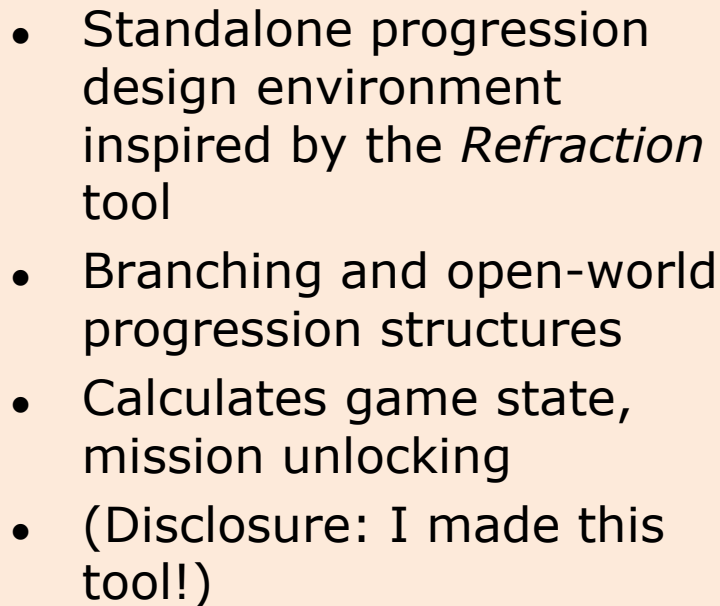 • Standalone progression
design environment
inspired by the Refraction
tool
• Branching and open-world
progression structures
• Calculates game state,
mission unlocking
• (Disclosure: I made this
tool!)